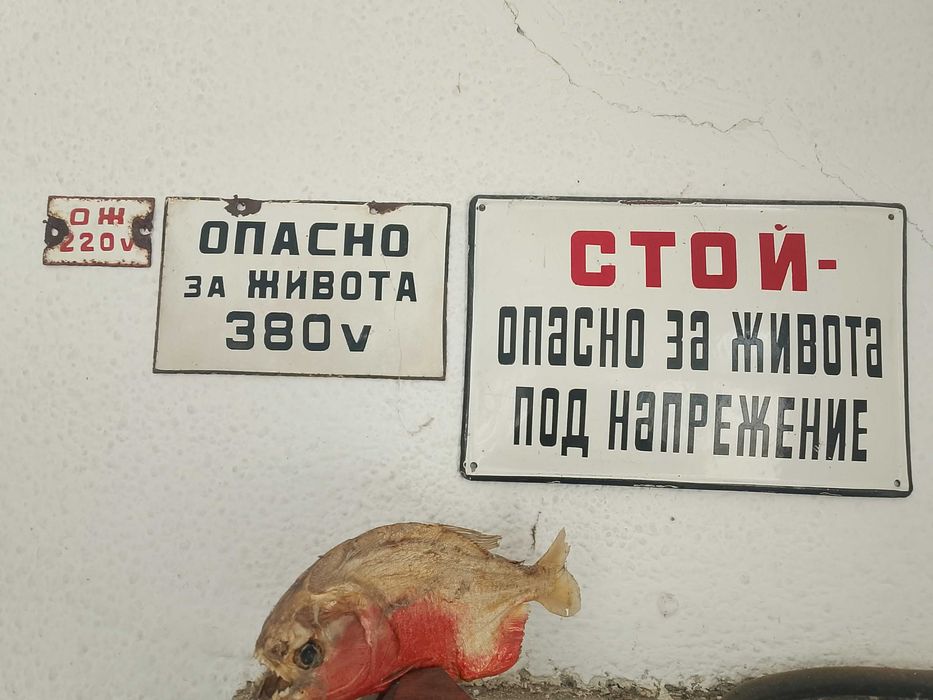 ОЖ
220v
ОПАСНО
ЗА ЖИВОТА
380v
СТОЙ-
ОПАСНО ЗА ЖИВОТА
ПОД НАПРЕЖЕНИЕ